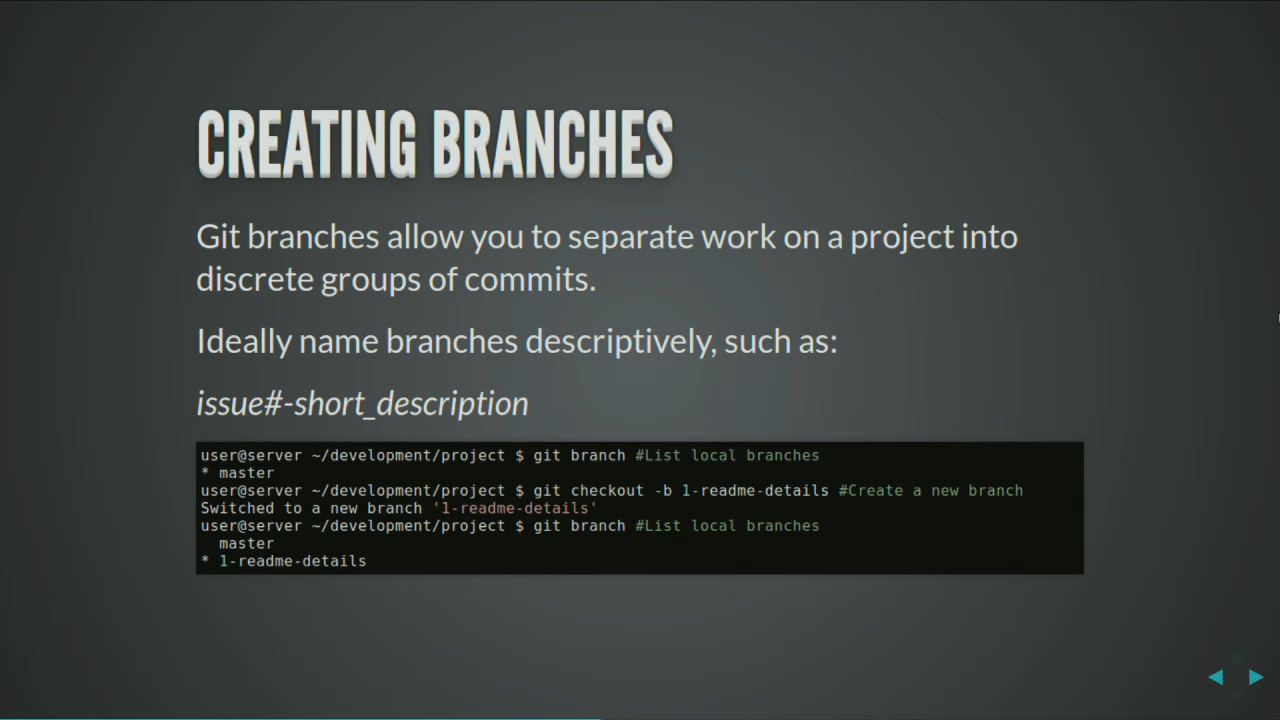 CREATING BRANCHES
Git branches allow you to separate work on a project into
discrete groups of commits.
Ideally name branches descriptively, such as:
issue#-short_description
user@server ~/development/project $ git branch #List local branches
* master
user@server ~/development/project $ git checkout -b 1-readme-details #Create a new branch
Switched to a new branch '1-readme-details'
user@server ~/development/project $ git branch #List local branches
  master
* 1-readme-details